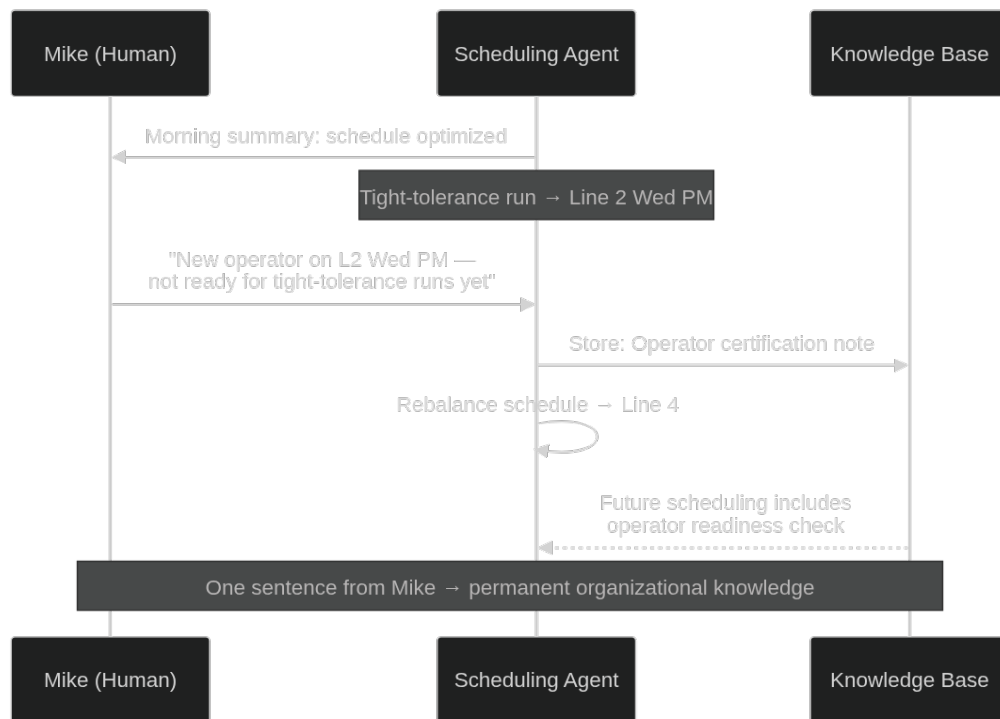 Mike (Human)
Scheduling Agent
Knowledge Base
Morning summary: schedule optimized
Tight-tolerance run → Line 2 Wed PM
"New operator on L2 Wed PM —
not ready for tight-tolerance runs yet"
Store: Operator certification note
Rebalance schedule → Line 4
Future scheduling includes
operator readiness check
One sentence from Mike → permanent organizational knowledge
Mike (Human)
Scheduling Agent
Knowledge Base